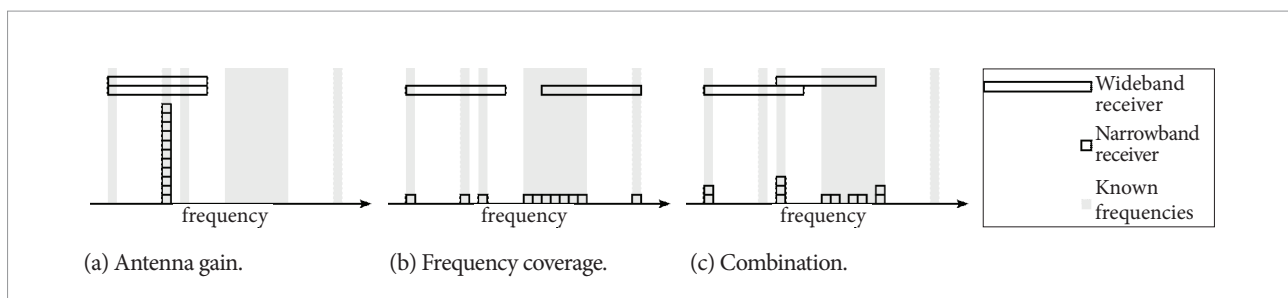 frequency
(a) Antenna gain.
frequency
(b) Frequency coverage.
frequency
(c) Combination.
Wideband
receiver
Narrowband
receiver
Known
frequencies